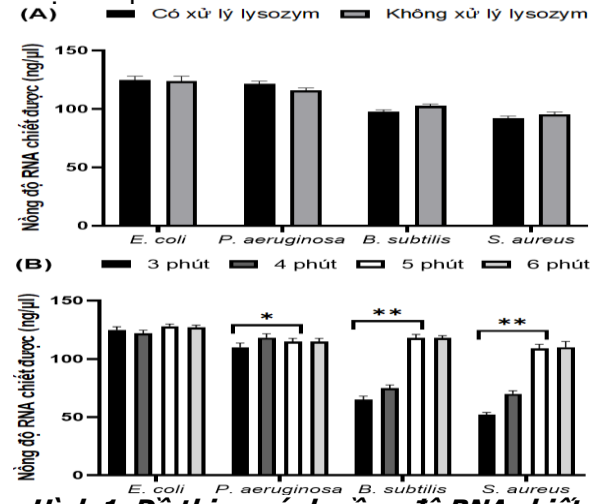 (A) Có xử lý lysozym Không xử lý lysozym
Nồng độ RNA chiết được (ng/µl)
150
100
50
0
E. coli P. aeruginosa B. subtilis S. aureus
(B) 3 phút 4 phút 5 phút 6 phút
Nồng độ RNA chiết được (ng/µl)
150
100
50
0
* ** **
E. coli P. aeruginosa B. subtilis S. aureus